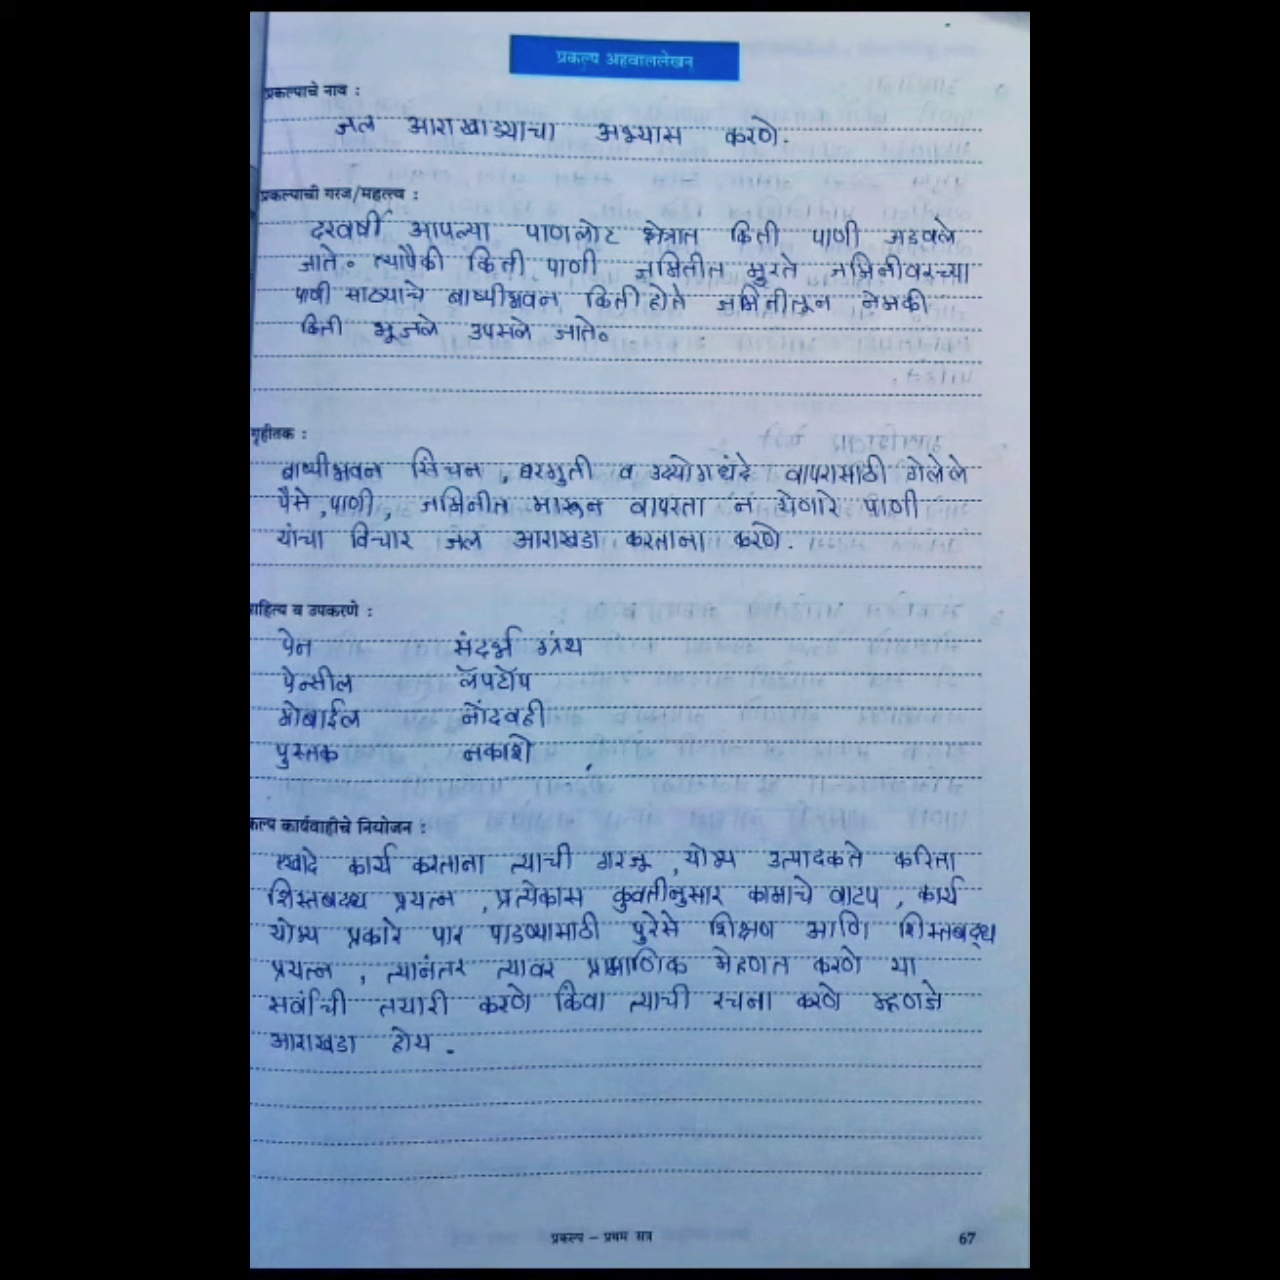 प्रकल्प अहवाललेखन
प्रकल्पाचे नाव :
जल आराखाड्याचा अभ्यास करणे.
प्रकल्पाची गरज/महत्त्व :
दरवर्षी आपल्या पाणलोट क्षेत्रात किती पाणी अडवले
जाते. त्यापैकी किती पाणी जमितीत मुरते जमिनीवरच्या
पाणी साठ्याचे बाष्पीभवन किती होते जमितीतून नेमकी
किती भूजले उपसले जाते.
गृहीतक :
बाष्पीभवन सिंचन, घरगुती व उद्योगधंदे वापरासाठी गेलेले
पैसे, पाणी, जमिनीत मारून वापरता न येणारे पाणी
यांचा विचार जल आराखडा करताना करणे.
साहित्य व उपकरणे :
पेन संदर्भ ग्रंथ
पेन्सील लॅपटॉप
मोबाईल नोंदवही
पुस्तक नकाशे
कल्प कार्यवाहीचे नियोजन :
एखादे कार्य करताना त्याची गरज, योग्य उत्पादकते करिता
शिस्तबद्ध प्रयत्न, प्रत्येकास कुवतीनुसार कामाचे वाटप, कार्य
योग्य प्रकारे पार पाडण्यासाठी पुरेसे शिक्षण आणि शिस्तबद्ध
प्रयत्न, त्यानंतर त्यावर प्रामाणिक मेहणत करणे या
सर्वांची तयारी करणे किंवा त्याची रचना करणे म्हणजे
आराखडा होय.
प्रकल्प – प्रथम सत्र 67